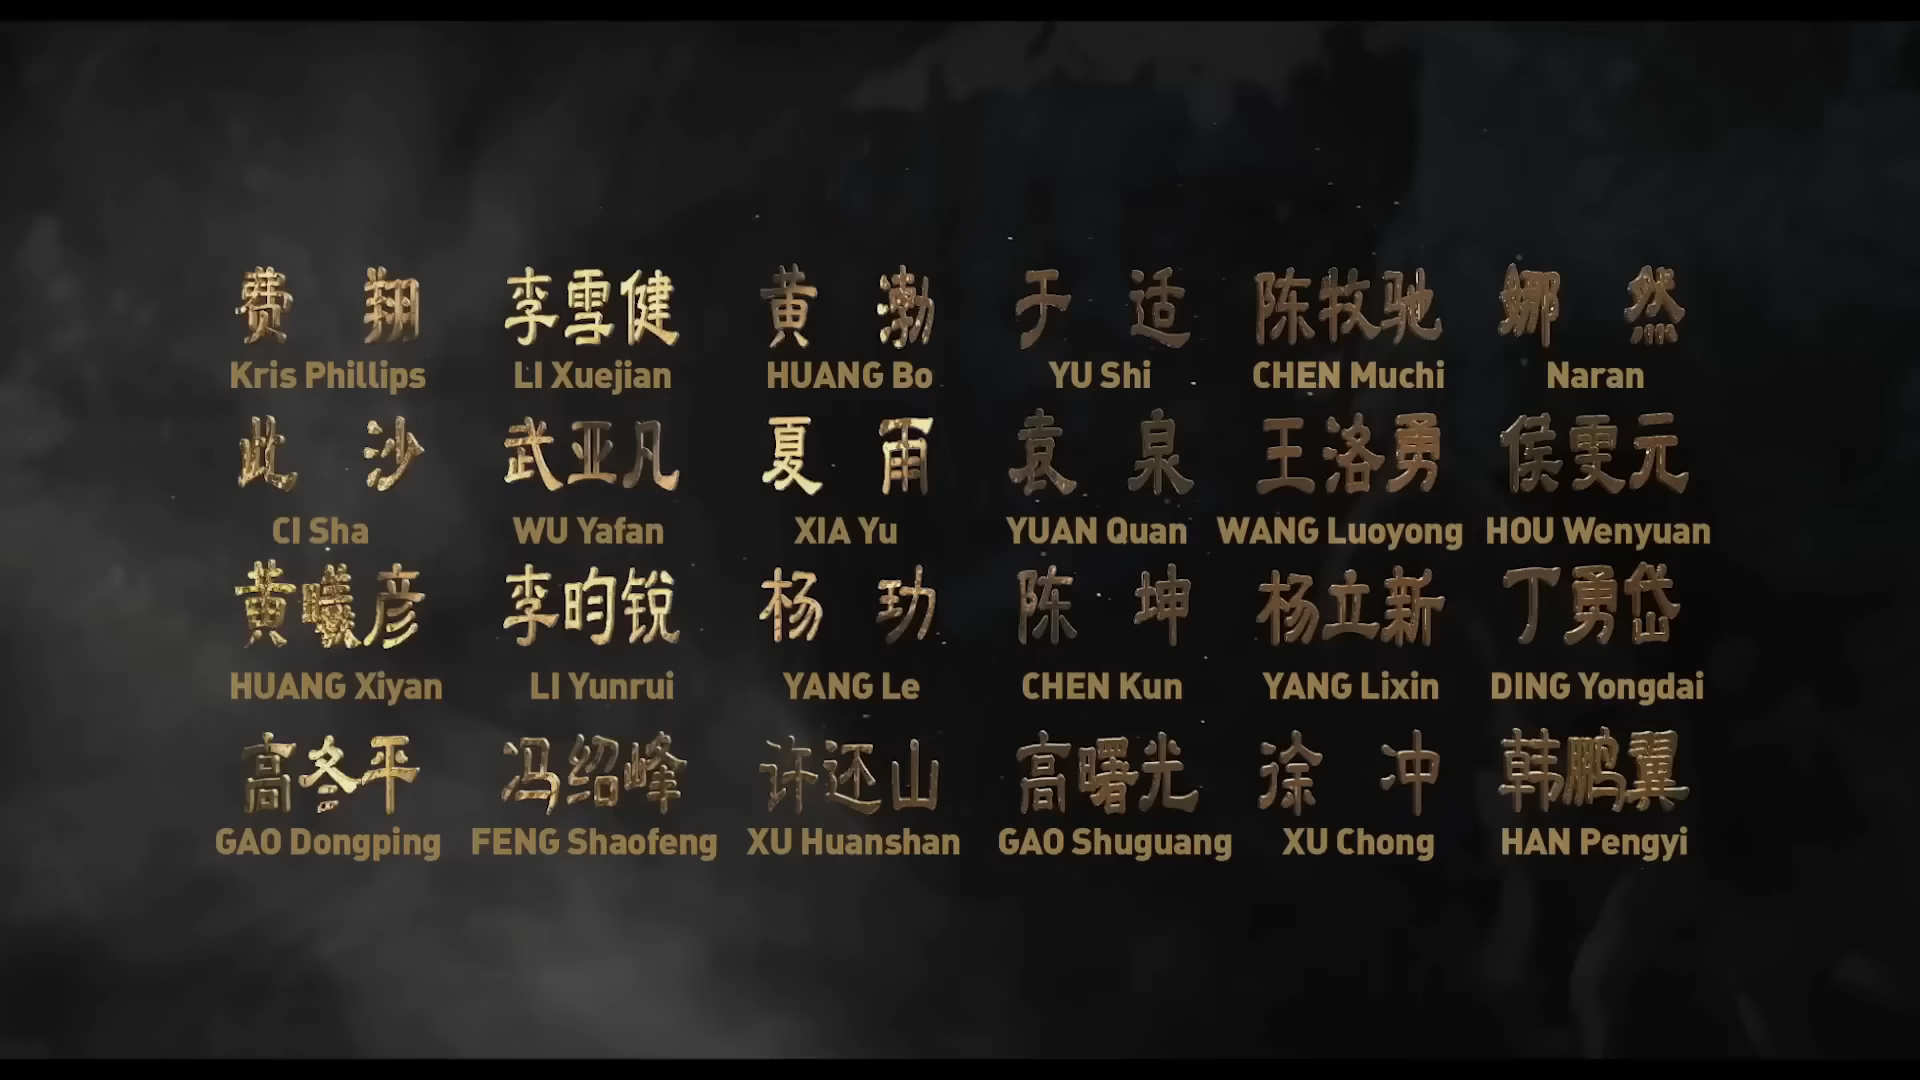 费翔 李雪健 黄渤 于适 陈牧驰 娜然
Kris Phillips LI Xuejian HUANG Bo YU Shi CHEN Muchi Naran
此沙 武亚凡 夏雨 袁泉 王洛勇 侯雯元
CI Sha WU Yafan XIA Yu YUAN Quan WANG Luoyong HOU Wenyuan
黄曦彦 李昀锐 杨玏 陈坤 杨立新 丁勇岱
HUANG Xiyan LI Yunrui YANG Le CHEN Kun YANG Lixin DING Yongdai
高冬平 冯绍峰 许还山 高曙光 徐冲 韩鹏翼
GAO Dongping FENG Shaofeng XU Huanshan GAO Shuguang XU Chong HAN Pengyi